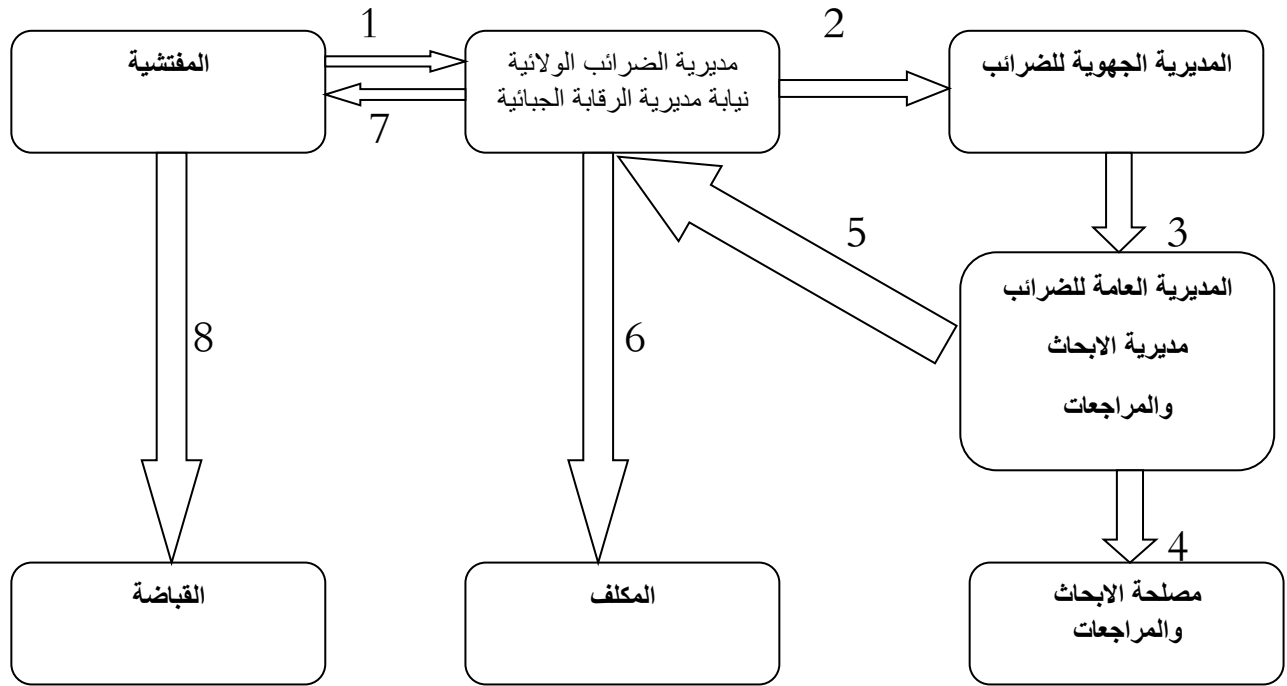 1
2
المفتشية
مديرية الضرائب الولائية
نيابة مديرية الرقابة الجبائية
المديرية الجهوية للضرائب
7
3
5
المديرية العامة للضرائب
مديرية الابحاث
والمراجعات
8
6
4
القباضة
المكلف
مصلحة الابحاث
والمراجعات